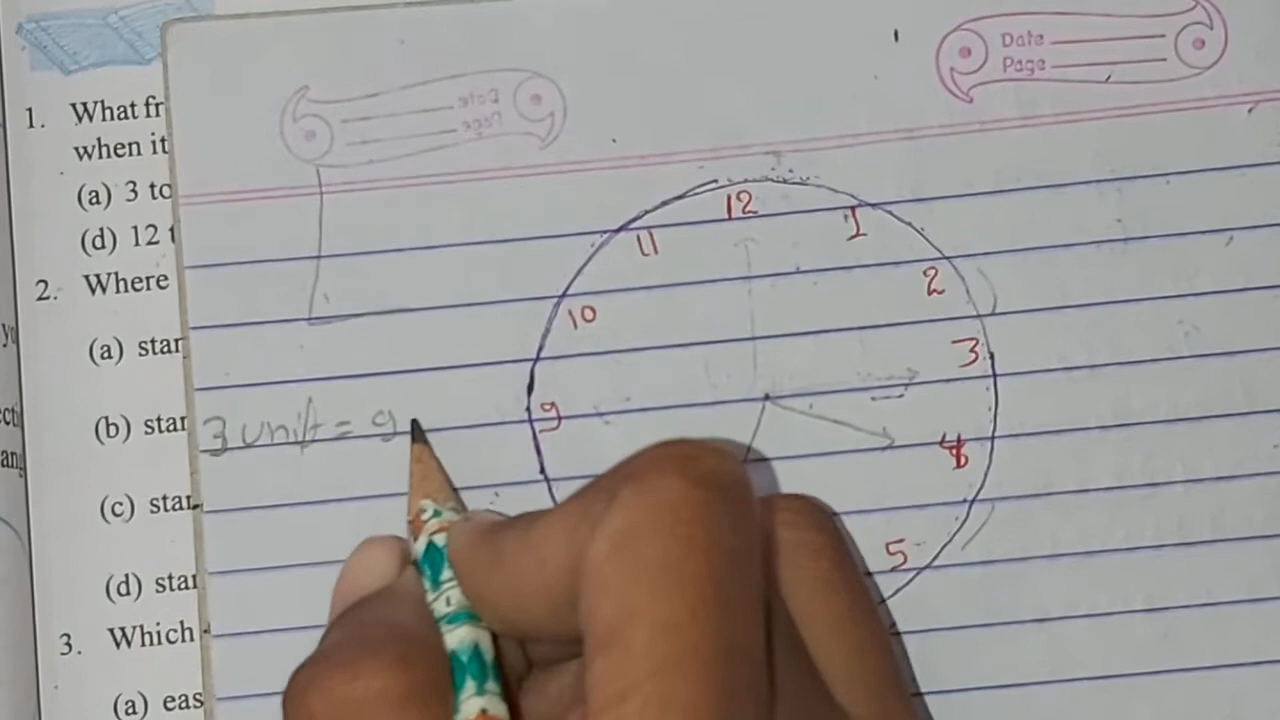 Date
Page
1. What fr
when it
(a) 3 to
(d) 12 t
2. Where
(a) star
(b) star
(c) star
(d) star
3. Which
(a) eas
12
1
11
2
10
3
9
4
5
3 unit = 9